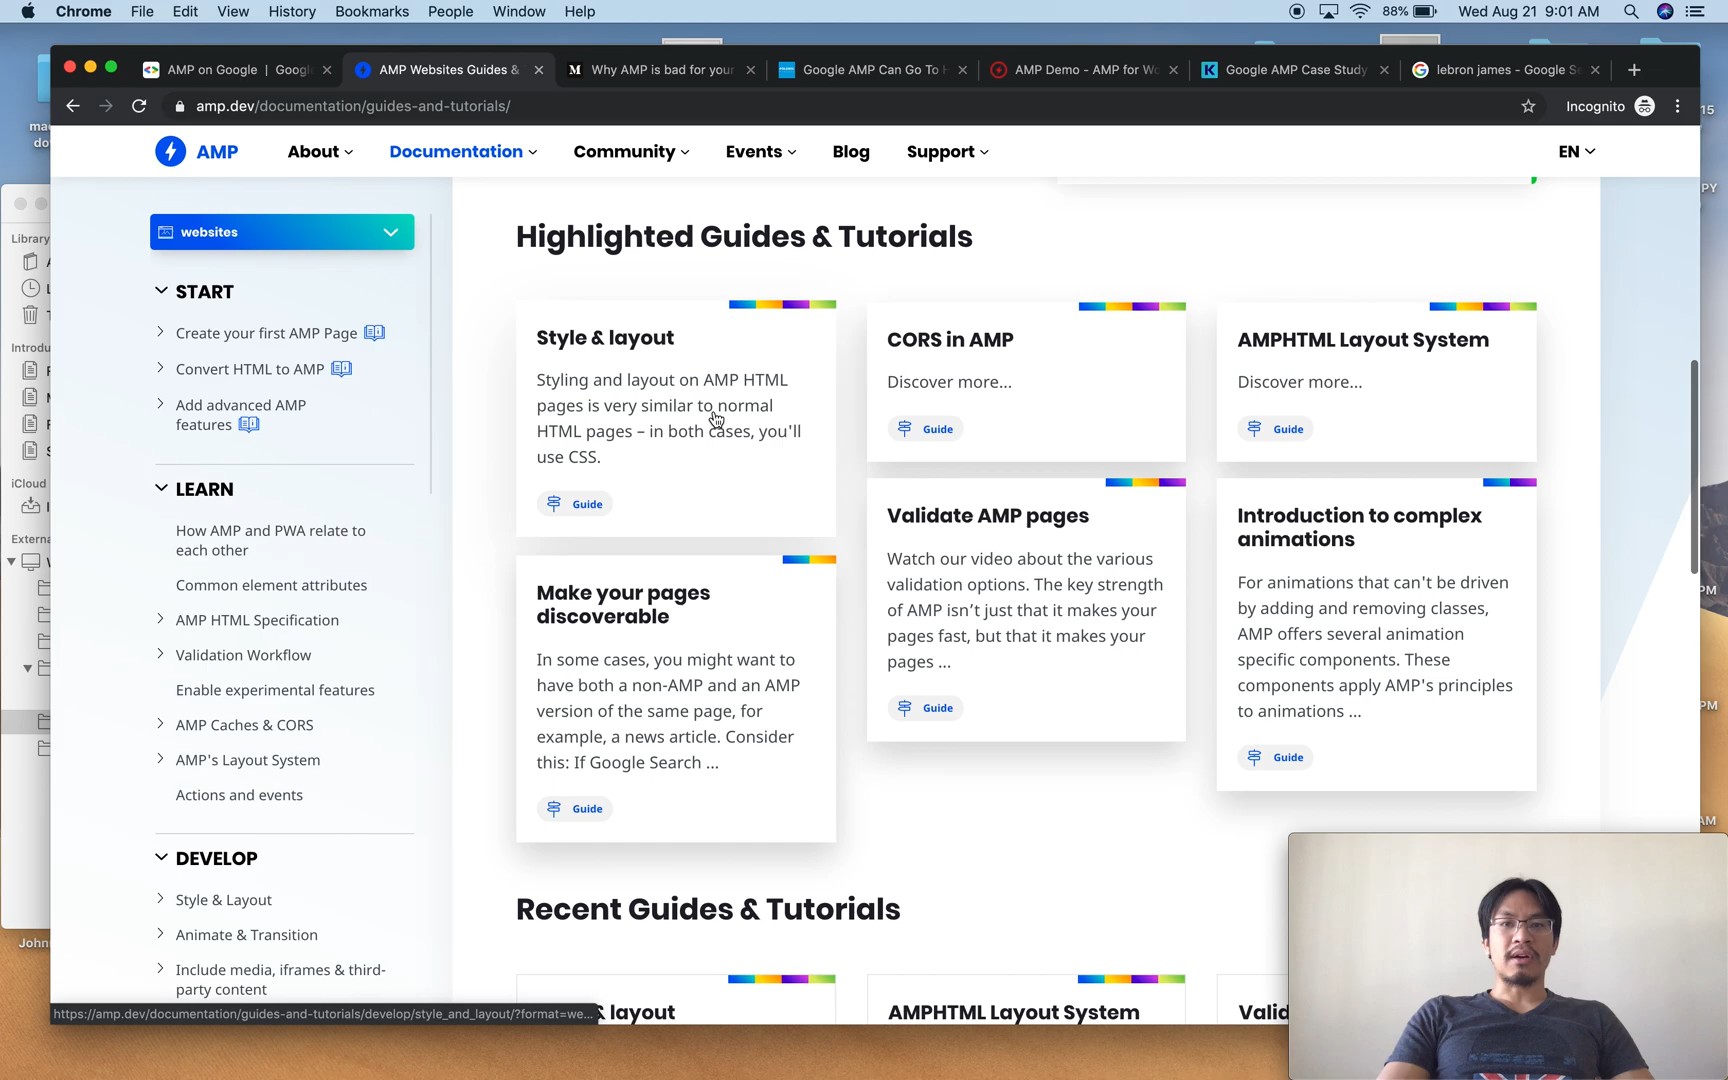 Chrome File Edit View History Bookmarks People Window Help 88% Wed Aug 21 9:01 AM
AMP on Google | Googl
AMP Websites Guides &
Why AMP is bad for your
Google AMP Can Go To H
AMP Demo - AMP for Wo
Google AMP Case Study
lebron james - Google Se
amp.dev/documentation/guides-and-tutorials/
Incognito
AMP About Documentation Community Events Blog Support EN
Library
Introdu
iCloud
Externa
websites
START
Create your first AMP Page
Convert HTML to AMP
Add advanced AMP
features
LEARN
How AMP and PWA relate to
each other
Common element attributes
AMP HTML Specification
Validation Workflow
Enable experimental features
AMP Caches & CORS
AMP's Layout System
Actions and events
DEVELOP
Style & Layout
Animate & Transition
Include media, iframes & third-
party content
Highlighted Guides & Tutorials
Style & layout
Styling and layout on AMP HTML
pages is very similar to normal
HTML pages – in both cases, you'll
use CSS.
Guide
Make your pages
discoverable
In some cases, you might want to
have both a non-AMP and an AMP
version of the same page, for
example, a news article. Consider
this: If Google Search ...
Guide
CORS in AMP
Discover more...
Guide
Validate AMP pages
Watch our video about the various
validation options. The key strength
of AMP isn’t just that it makes your
pages fast, but that it makes your
pages ...
Guide
AMPHTML Layout System
Discover more...
Guide
Introduction to complex
animations
For animations that can't be driven
by adding and removing classes,
AMP offers several animation
specific components. These
components apply AMP's principles
to animations ...
Guide
Recent Guides & Tutorials
& layout
AMPHTML Layout System
Valid
https://amp.dev/documentation/guides-and-tutorials/develop/style_and_layout/?format=we...
John
15
PY
PM
PM
AM